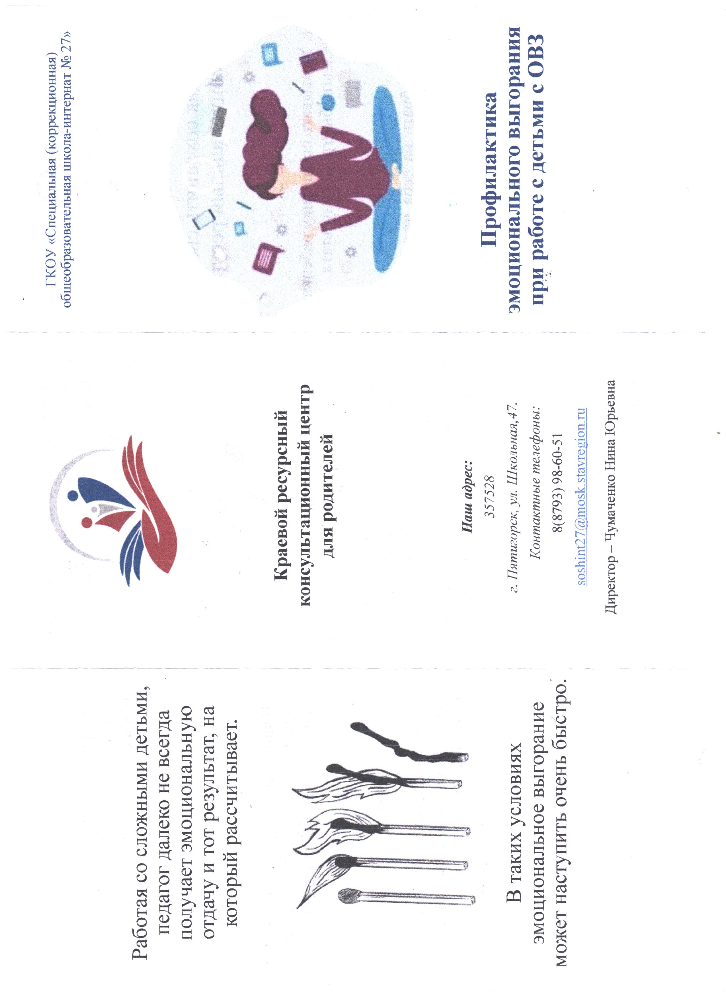 Работая со сложными детьми,
педагог далеко не всегда
получает эмоциональную
отдачу и тот результат, на
который рассчитывает.
В таких условиях
эмоциональное выгорание
может наступить очень быстро.
Краевой ресурсный
консультационный центр
для родителей
Наш адрес:
357528
г. Пятигорск, ул. Школьная,47.
Контактные телефоны:
8(8793) 98-60-51
soshint27@mosk.stavregion.ru
Директор – Чумаченко Нина Юрьевна
ГКОУ «Специальная (коррекционная)
общеобразовательная школа-интернат № 27»
Профилактика
эмоционального выгорания
при работе с детьми с ОВЗ